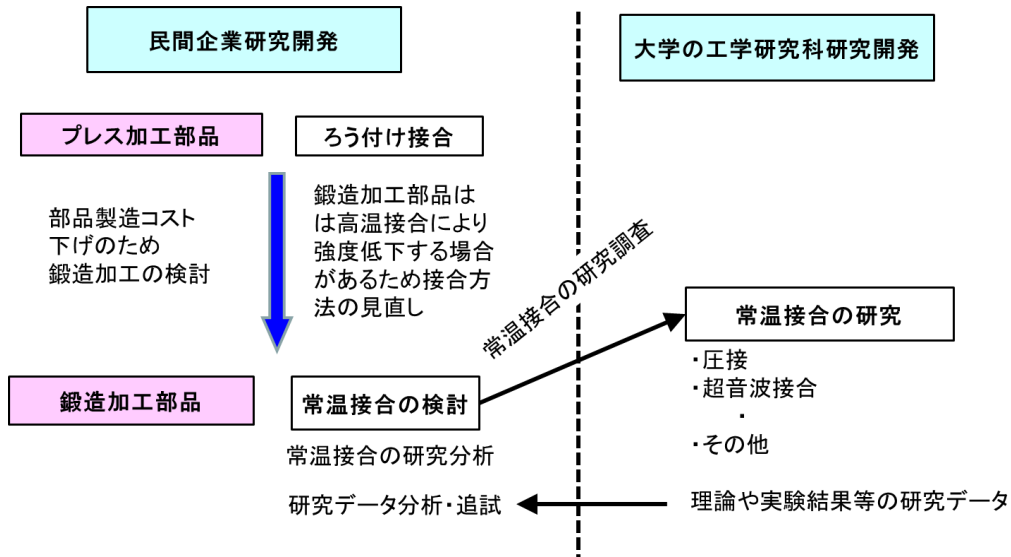 民間企業研究開発
大学の工学研究科研究開発
プレス加工部品
ろう付け接合
部品製造コスト
下げのため
鍛造加工の検討
鍛造加工部品は
は高温接合により
強度低下する場合
があるため接合方
法の見直し
常温接合の研究調査
常温接合の研究
・圧接
・超音波接合
・
・その他
鍛造加工部品
常温接合の検討
常温接合の研究分析
研究データ分析・追試
理論や実験結果等の研究データ